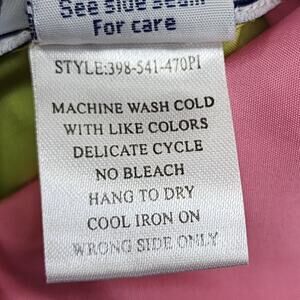 See side seam
For care
STYLE:398-541-470PI
MACHINE WASH COLD
WITH LIKE COLORS
DELICATE CYCLE
NO BLEACH
HANG TO DRY
COOL IRON ON
WRONG SIDE ONLY